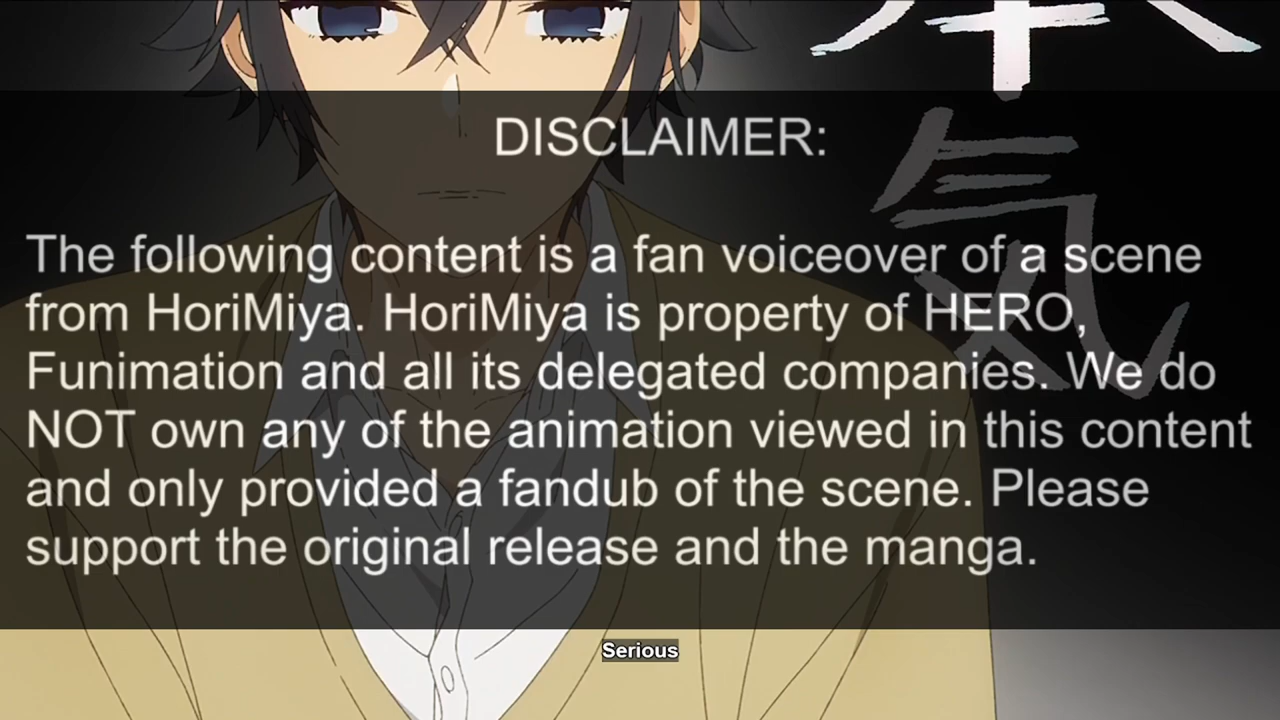 DISCLAIMER:
The following content is a fan voiceover of a scene
from HoriMiya. HoriMiya is property of HERO,
Funimation and all its delegated companies. We do
NOT own any of the animation viewed in this content
and only provided a fandub of the scene. Please
support the original release and the manga.
本気
Serious